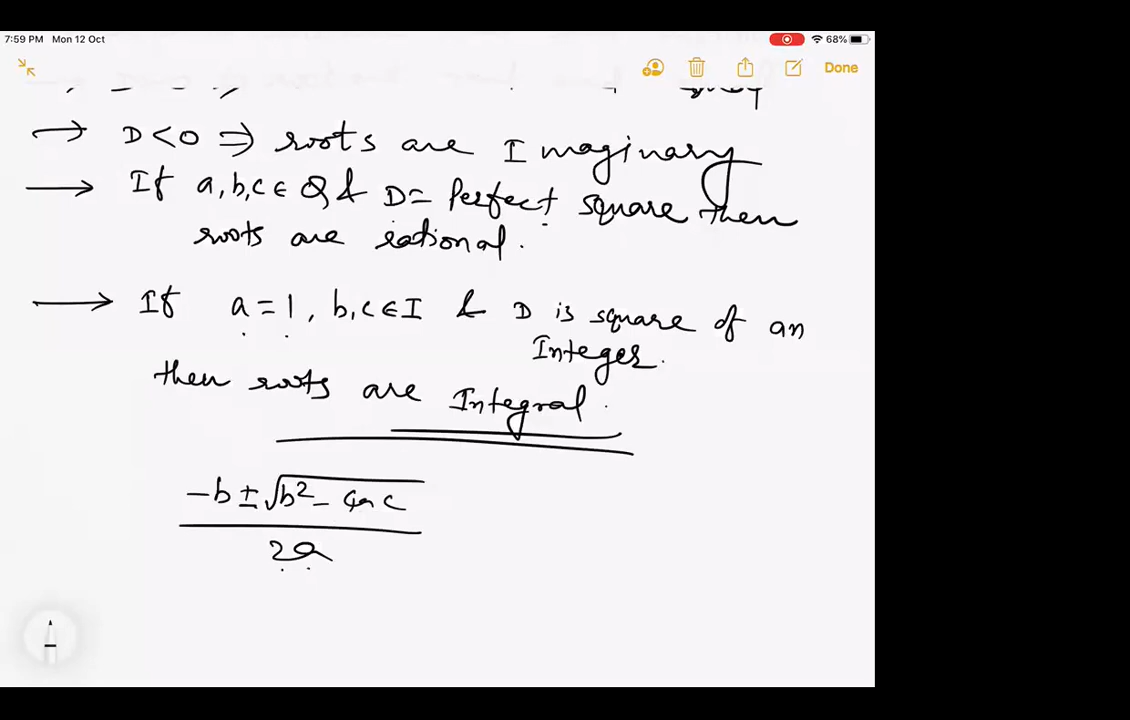 7:59 PM Mon 12 Oct
68%
Done
→ D<0 ⇒ roots are Imaginary
→ If a,b,c ∈ Q & D= Perfect square then
roots are rational.
→ If a = 1, b,c ∈ I & D is square of an
Integer.
then roots are Integral.
-b ± √b² - 4ac
2a